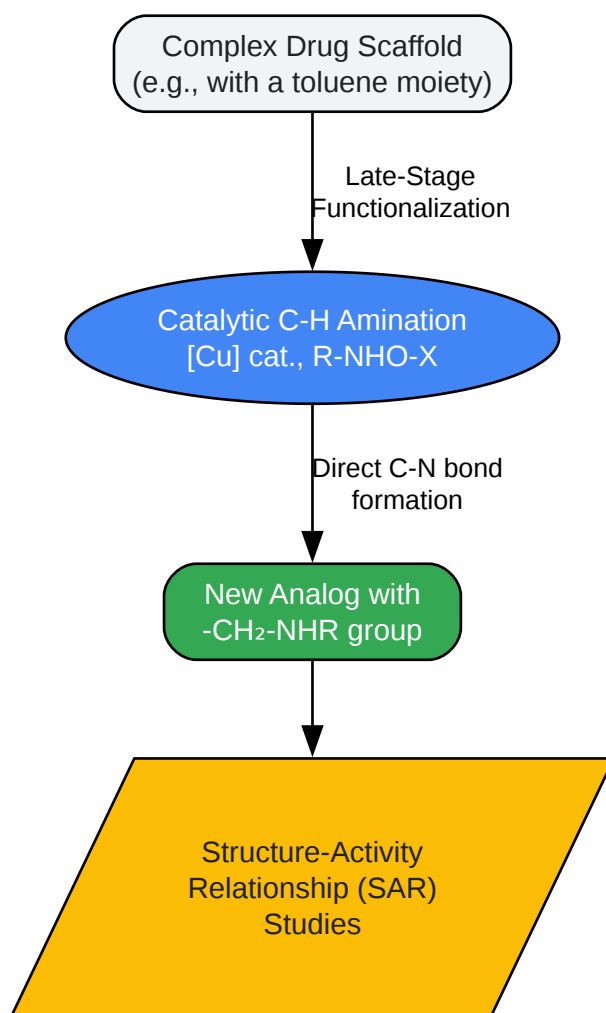 Complex Drug Scaffold
(e.g., with a toluene moiety)
Late-Stage
Functionalization
Catalytic C-H Amination
[Cu] cat., R-NHO-X
Direct C-N bond
formation
New Analog with
-CH₂-NHR group
Structure-Activity
Relationship (SAR)
Studies